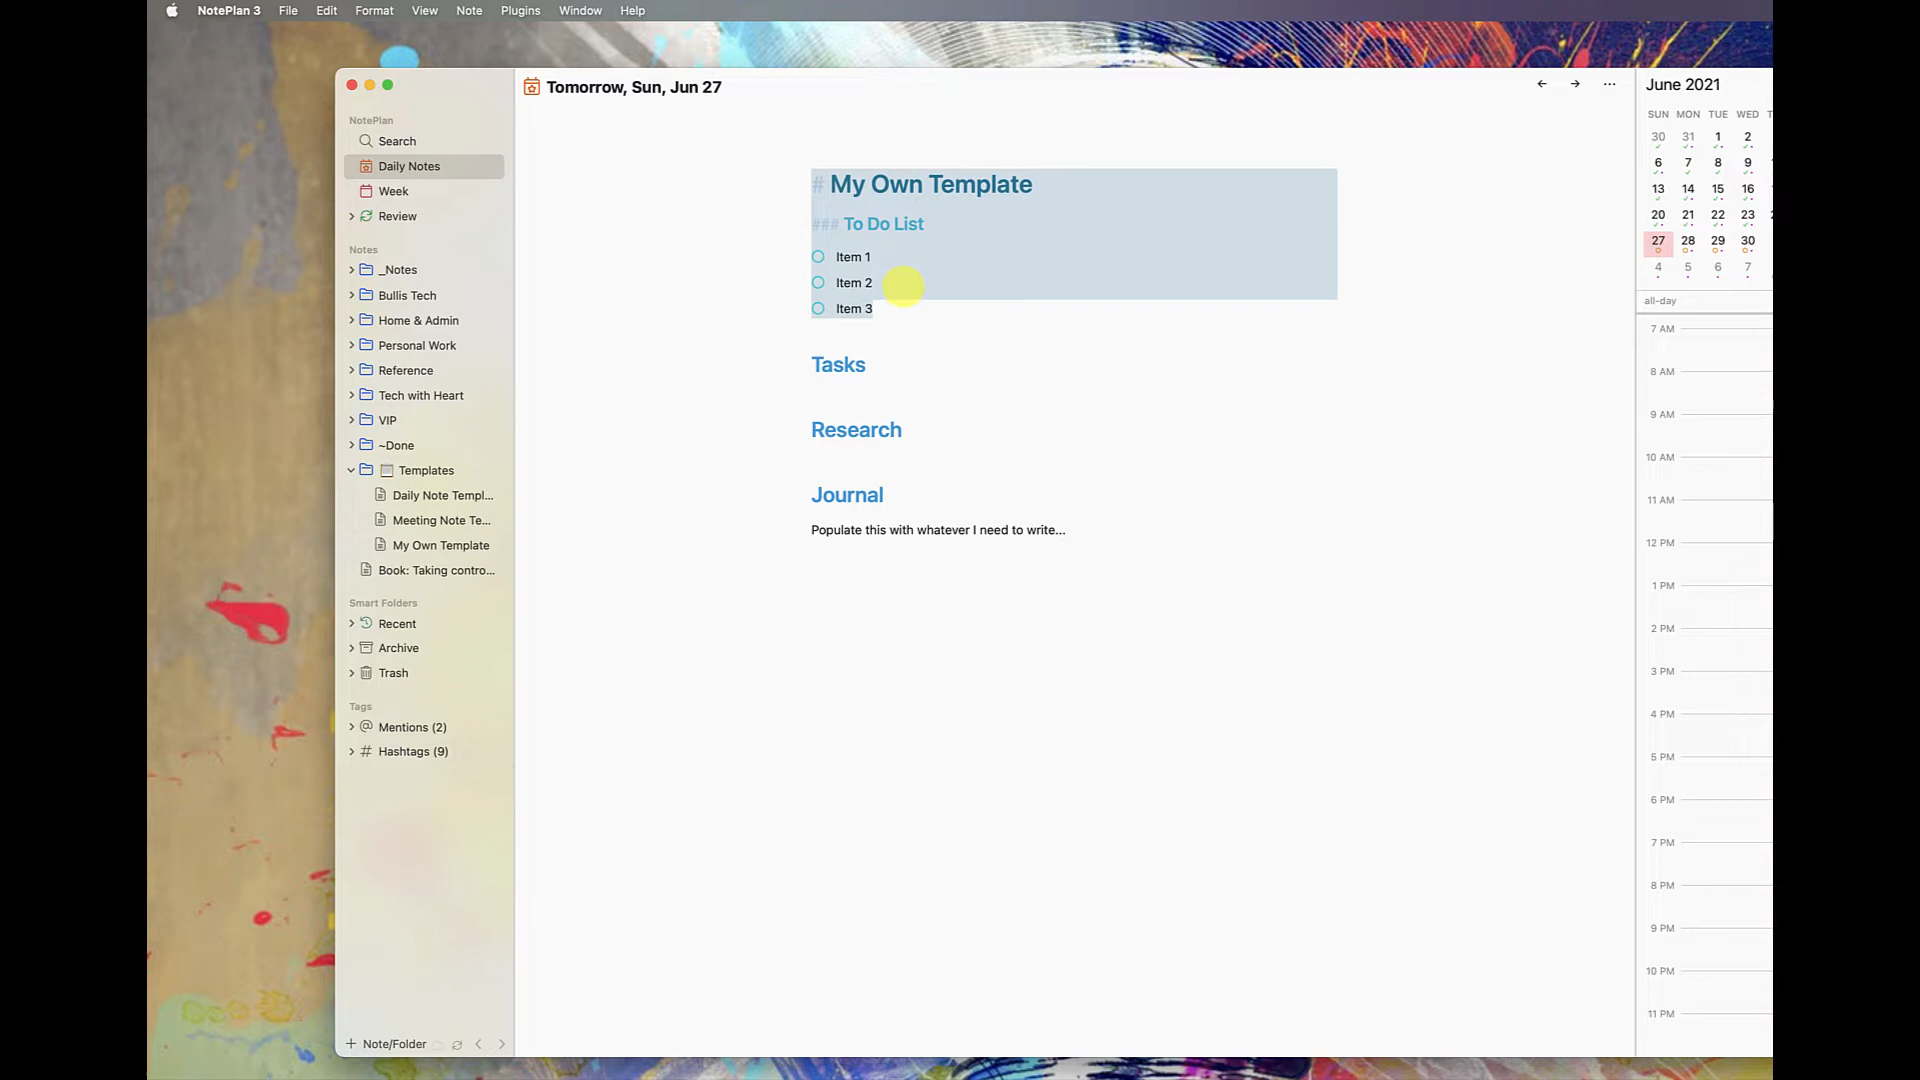 NotePlan 3 File Edit Format View Note Plugins Window Help
Tomorrow, Sun, Jun 27
NotePlan
Search
Daily Notes
Week
Review
Notes
_Notes
Bullis Tech
Home & Admin
Personal Work
Reference
Tech with Heart
VIP
~Done
Templates
Daily Note Templ...
Meeting Note Te...
My Own Template
Book: Taking contro...
Smart Folders
Recent
Archive
Trash
Tags
@ Mentions (2)
# Hashtags (9)
+ Note/Folder
# My Own Template
### To Do List
Item 1
Item 2
Item 3
Tasks
Research
Journal
Populate this with whatever I need to write...
June 2021
SUN MON TUE WED T
30 31 1 2
6 7 8 9
13 14 15 16
20 21 22 23 2
27 28 29 30
4 5 6 7
all-day
7 AM
8 AM
9 AM
10 AM
11 AM
12 PM
1 PM
2 PM
3 PM
4 PM
5 PM
6 PM
7 PM
8 PM
9 PM
10 PM
11 PM